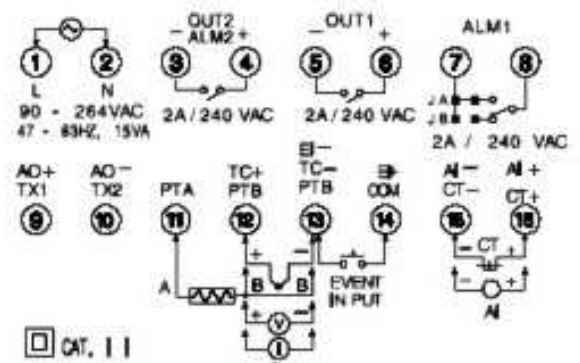 OUT2
- ALM2 +
- OUT1 +
ALM1
1 2 3 4 5 6 7 8
L N
90 - 264VAC
47 - 63HZ, 15VA
2A/240 VAC
2A/240 VAC
JA
JB
2A / 240 VAC
AO+
TX1
AO-
TX2
PTA
TC+
PTB
EI-
TC-
PTB
COM
AI-
CT-
AI+
CT+
9 10 11 12 13 14 15 16
+ -
- CT +
A
B B
EVENT
IN PUT
- +
AI
+ V -
I
CAT. II